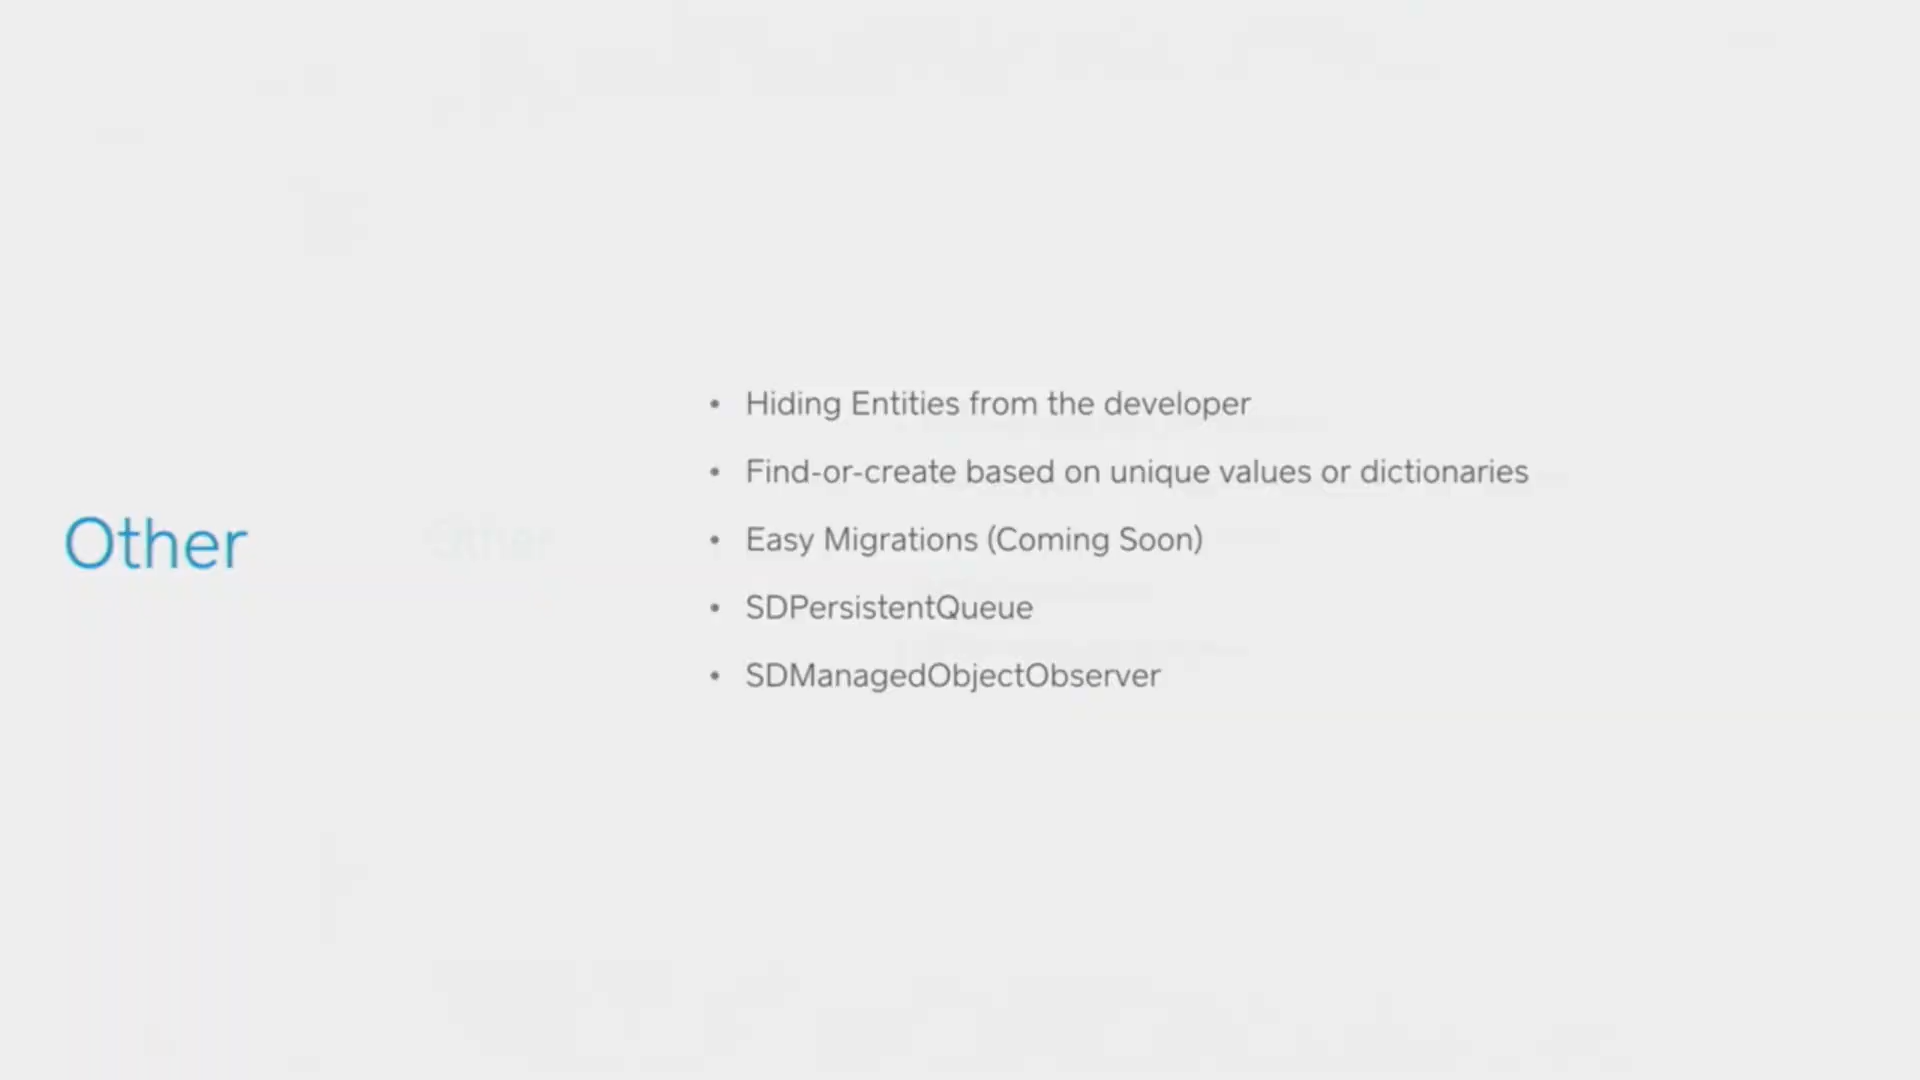 Other
• Hiding Entities from the developer
• Find-or-create based on unique values or dictionaries
• Easy Migrations (Coming Soon)
• SDPersistentQueue
• SDManagedObjectObserver